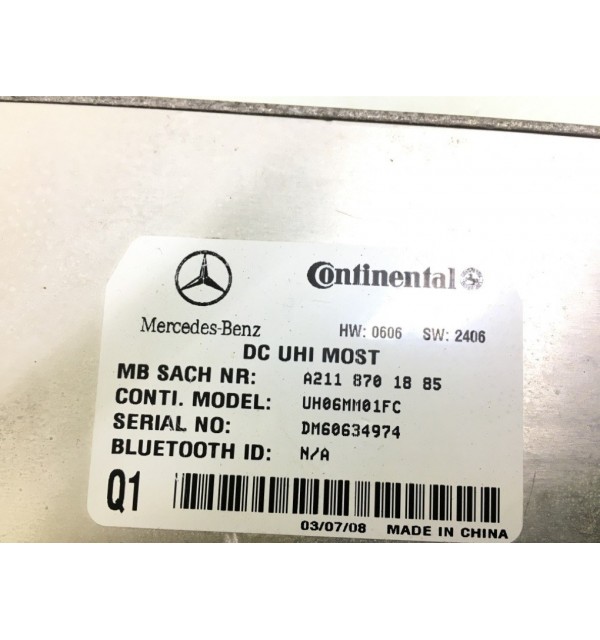 Continental
Mercedes-Benz
HW: 0606 SW: 2406
DC UHI MOST
MB SACH NR: A211 870 18 85
CONTI. MODEL: UH06MM01FC
SERIAL NO: DM60634974
BLUETOOTH ID: N/A
Q1
03/07/08 MADE IN CHINA